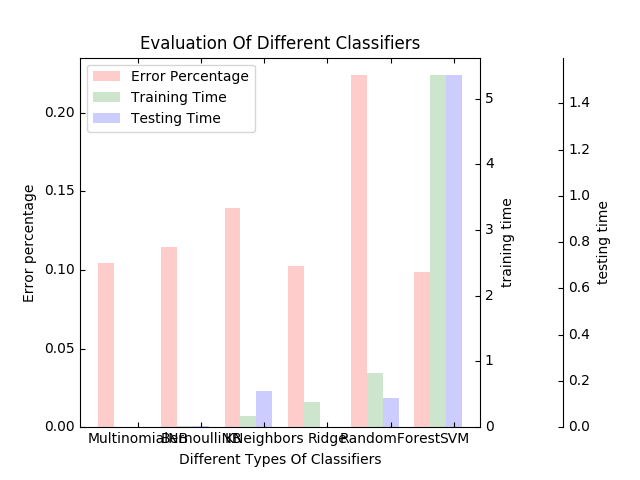 Evaluation Of Different Classifiers
Error Percentage
Training Time
Testing Time
Error percentage
0.20
0.15
0.10
0.05
0.00
training time
5
4
3
2
1
0
testing time
1.4
1.2
1.0
0.8
0.6
0.4
0.2
0.0
MultinomialNB BernoulliNB KNeighbors Ridge RandomForest SVM
Different Types Of Classifiers